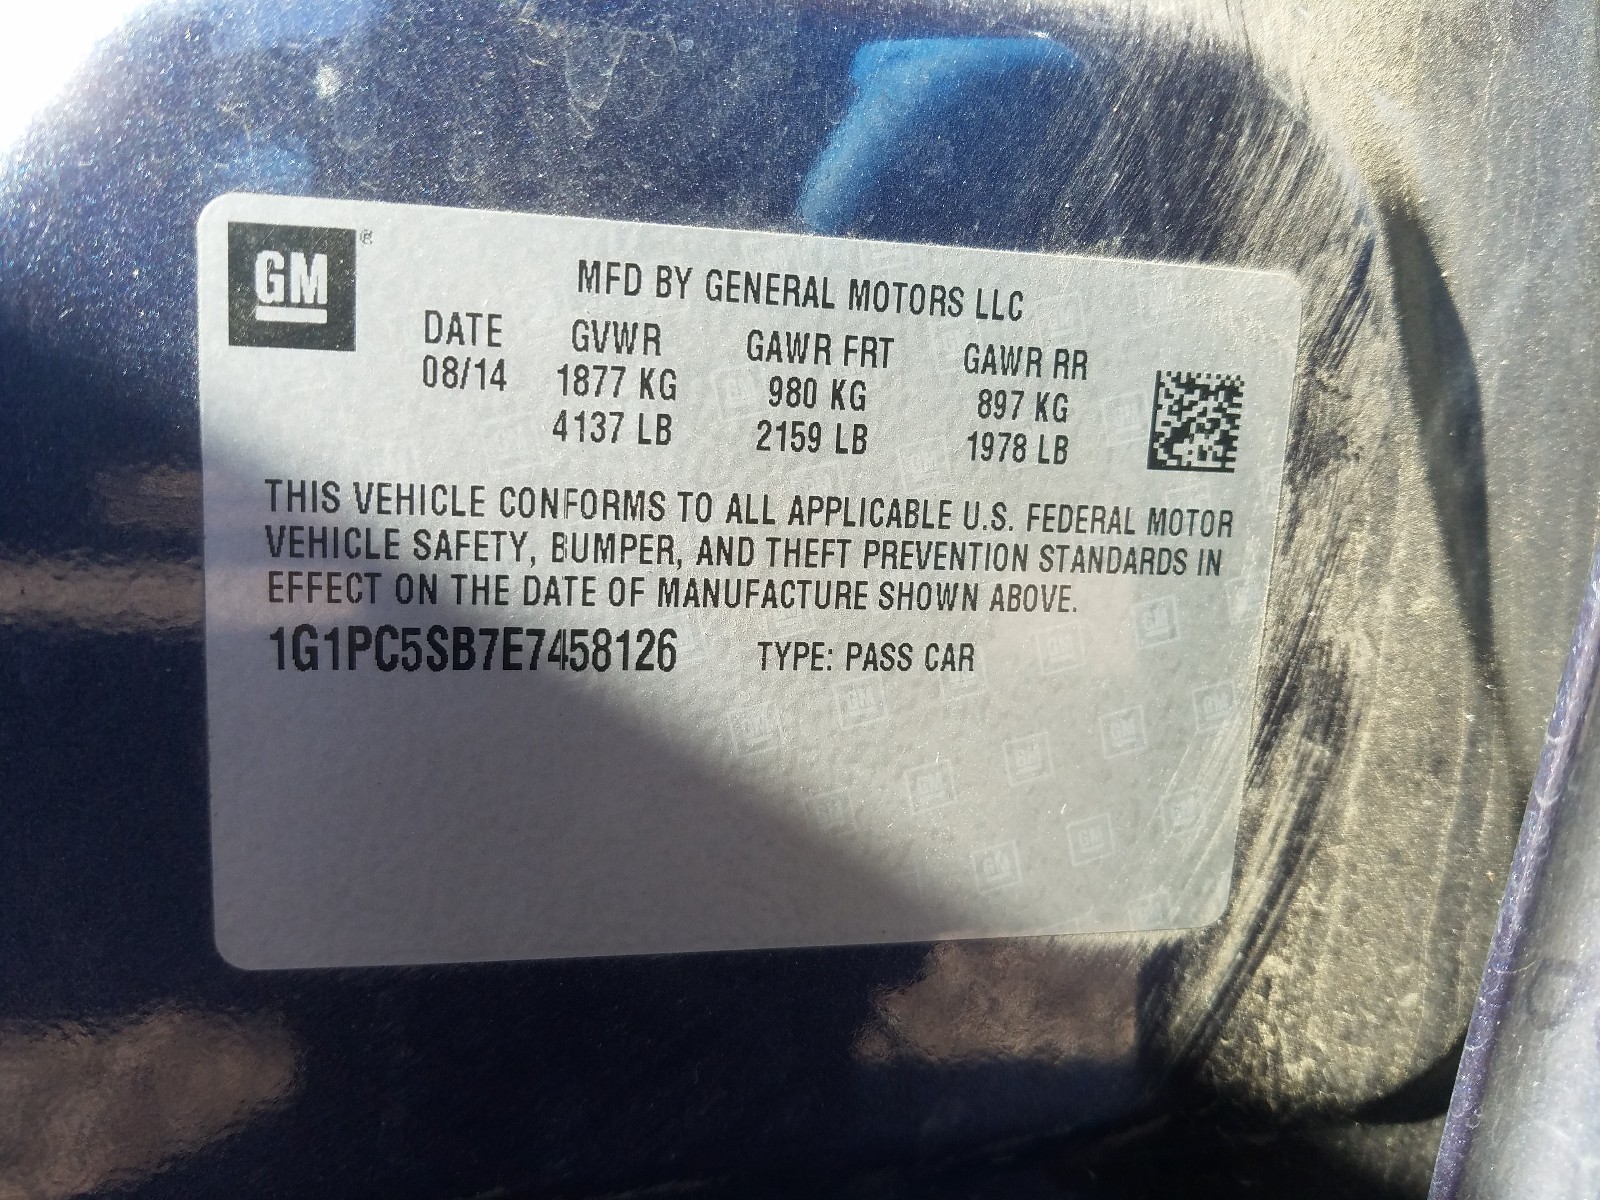 GM ®
MFD BY GENERAL MOTORS LLC
DATE GVWR GAWR FRT GAWR RR
08/14 1877 KG 980 KG 897 KG
4137 LB 2159 LB 1978 LB
THIS VEHICLE CONFORMS TO ALL APPLICABLE U.S. FEDERAL MOTOR
VEHICLE SAFETY, BUMPER, AND THEFT PREVENTION STANDARDS IN
EFFECT ON THE DATE OF MANUFACTURE SHOWN ABOVE.
1G1PC5SB7E7458126 TYPE: PASS CAR